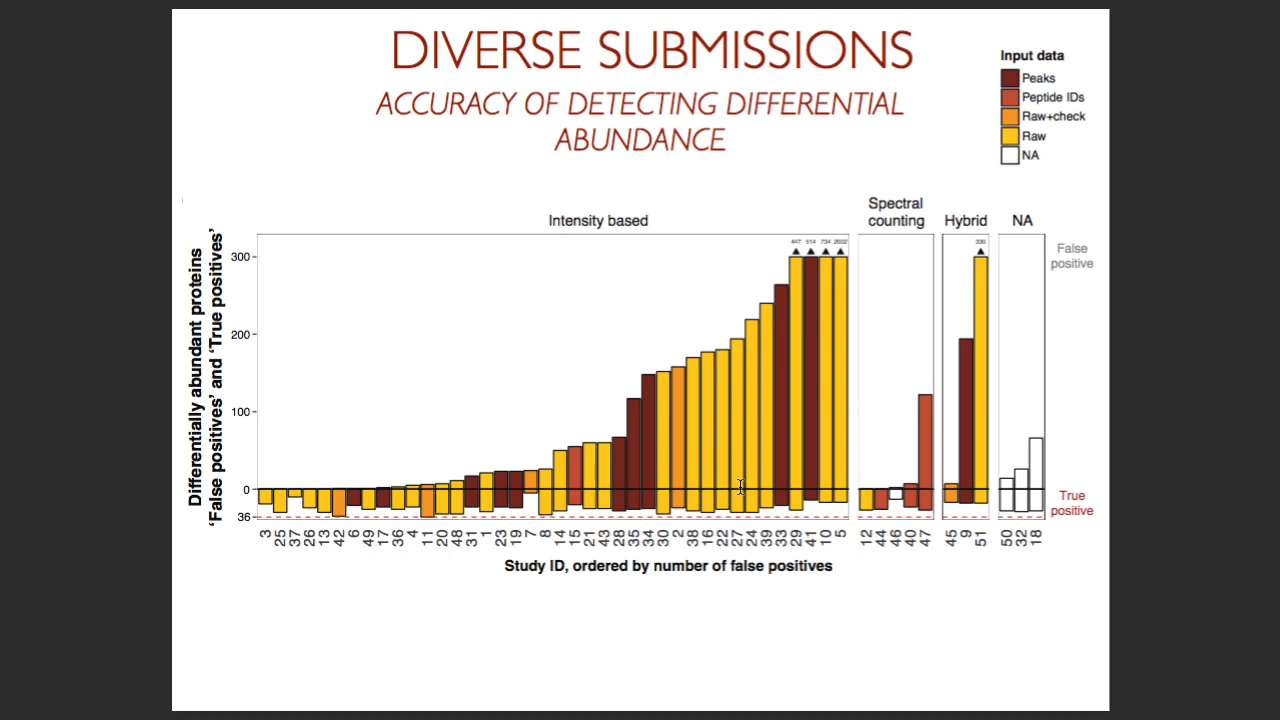 DIVERSE SUBMISSIONS
ACCURACY OF DETECTING DIFFERENTIAL
ABUNDANCE
Input data
Peaks
Peptide IDs
Raw+check
Raw
NA
Differentially abundant proteins
'False positives' and 'True positives'
Intensity based
Spectral
counting
Hybrid
NA
447 514 734 2002
336
300
200
100
0
36
False
positive
True
positive
3 25 37 26 13 42 6 49 17 36 4 11 20 48 31 1 23 19 7 8 14 15 21 43 28 35 34 30 2 38 16 22 27 24 39 33 29 41 10 5
12 44 46 40 47
45 9 51
50 32 18
Study ID, ordered by number of false positives